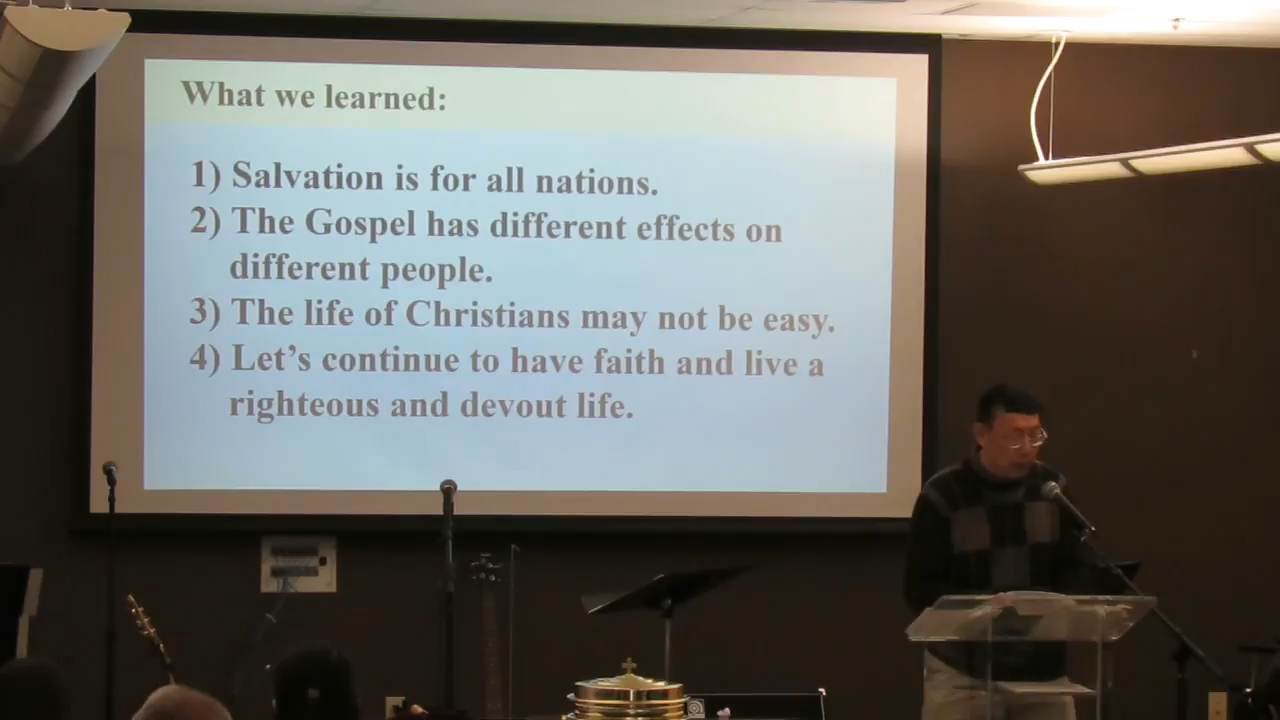 What we learned:
1) Salvation is for all nations.
2) The Gospel has different effects on
different people.
3) The life of Christians may not be easy.
4) Let’s continue to have faith and live a
righteous and devout life.